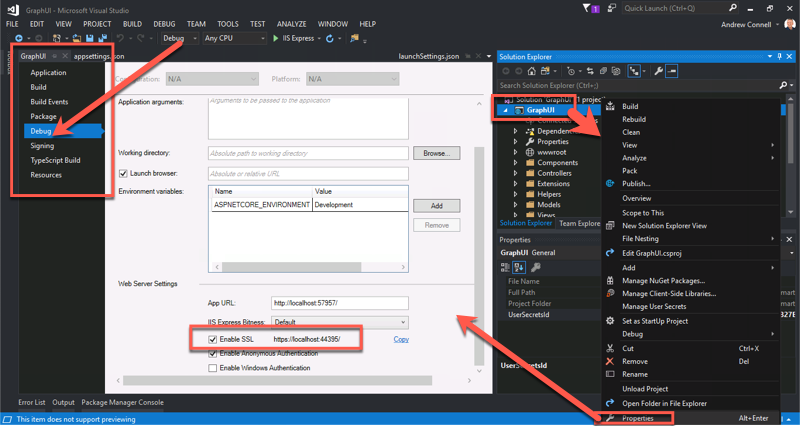 GraphUI - Microsoft Visual Studio
1
Quick Launch (Ctrl+Q)
FILE EDIT VIEW PROJECT BUILD DEBUG TEAM TOOLS TEST ANALYZE WINDOW HELP
Andrew Connell
Debug Any CPU IIS Express
GraphUI appsettings.json launchSettings.json
Application
Build
Build Events
Package
Debug
Signing
TypeScript Build
Resources
Configuration: N/A Platform: N/A
Application arguments: Arguments to be passed to the application
Working directory: Absolute path to working directory Browse...
Launch browser: Absolute or relative URL
Environment variables:
Name Value
ASPNETCORE_ENVIRONMENT Development
Add
Remove
Web Server Settings
App URL: http://localhost:57957/
IIS Express Bitness: Default
Enable SSL https://localhost:44395/ Copy
Enable Anonymous Authentication
Enable Windows Authentication
Solution Explorer
Search Solution Explorer (Ctrl+;)
Solution 'GraphUI'
GraphUI
Connected
Properties
wwwroot
Components
Controllers
Extensions
Helpers
Models
Views
Solution Explorer Team Explorer
Properties
GraphUI General
File Name
Full Path
Project Folder
UserSecretsId
UserSecretsId
Build
Rebuild
Clean
View
Analyze
Pack
Publish...
Overview
Scope to This
New Solution Explorer View
File Nesting
Edit GraphUI.csproj
Add
Manage NuGet Packages...
Manage Client-Side Libraries...
Manage User Secrets
Set as StartUp Project
Debug
Cut Ctrl+X
Remove Del
Rename
Unload Project
Open Folder in File Explorer
Properties Alt+Enter
Error List Output Package Manager Console
This item does not support previewing